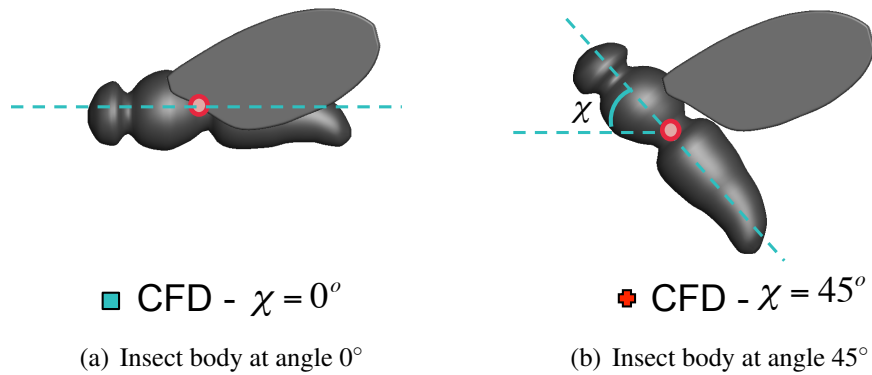 χ
CFD - χ = 0°
CFD - χ = 45°
(a) Insect body at angle 0°
(b) Insect body at angle 45°